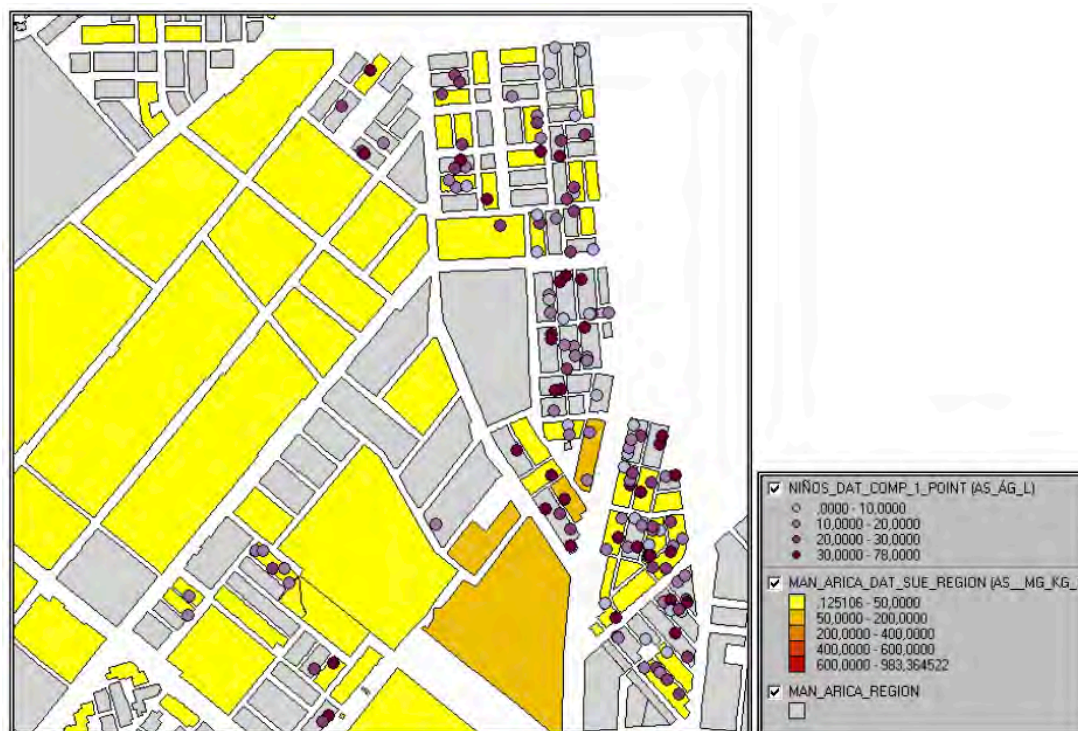 NIÑOS_DAT_COMP_1_POINT (AS_ÁG_L)
.0000 - 10,0000
10,0000 - 20,0000
20,0000 - 30,0000
30,0000 - 78,0000
MAN_ARICA_DAT_SUE_REGION (AS__MG_KG_
,125106 - 50,0000
50,0000 - 200,0000
200,0000 - 400,0000
400,0000 - 600,0000
600,0000 - 983,364522
MAN_ARICA_REGION